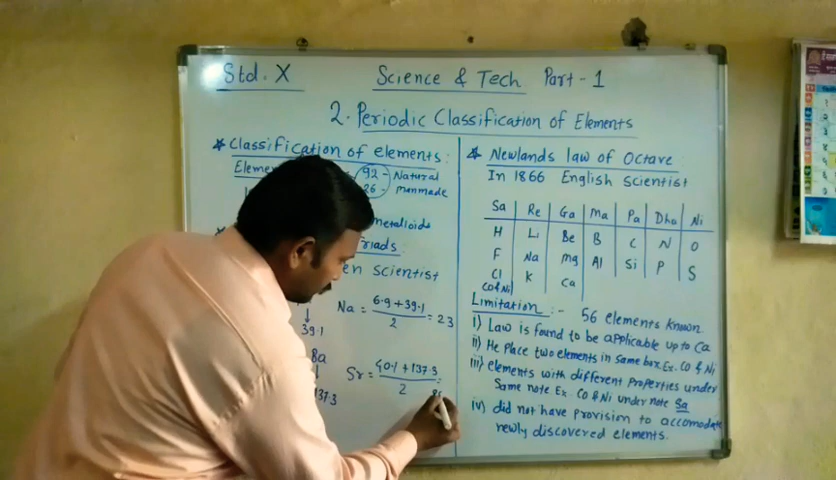 Std. X
Science & Tech Part - 1
2. Periodic Classification of Elements
* Classification of elements:
92 - Natural
26 - manmade
metalloids
Triads
en scientist
39.1
Na = 6.9 + 39.1 / 2 = 23
Ba
137.3
Sr = 40.1 + 137.3 / 2 =
* Newlands law of Octave
In 1866 English scientist
Sa Re Ga Ma Pa Dha Ni
H Li Be B C N O
F Na Mg Al Si P S
Cl K Ca
Co & Ni
Limitation :- 56 elements known
i) Law is found to be applicable up to Ca
ii) He Place two elements in same box. Ex. Co & Ni
iii) elements with different Properties under
Same note Ex. Co & Ni under note Sa
iv) did not have provision to accomodate
newly discovered elements.